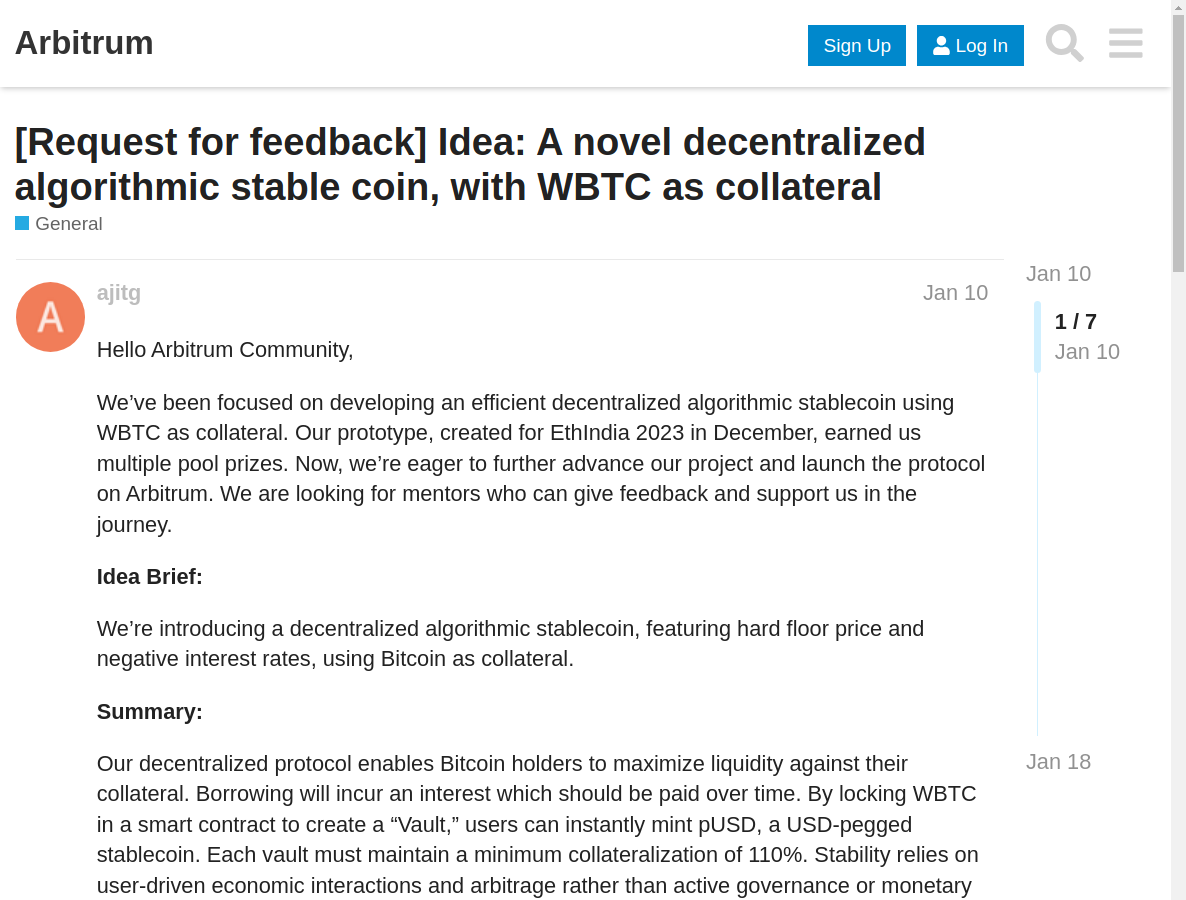 Arbitrum
Sign Up
Log In
[Request for feedback] Idea: A novel decentralized
algorithmic stable coin, with WBTC as collateral
General
Jan 10
A
ajitg
Jan 10
1 / 7
Jan 10
Hello Arbitrum Community,
We’ve been focused on developing an efficient decentralized algorithmic stablecoin using
WBTC as collateral. Our prototype, created for EthIndia 2023 in December, earned us
multiple pool prizes. Now, we’re eager to further advance our project and launch the protocol
on Arbitrum. We are looking for mentors who can give feedback and support us in the
journey.
Idea Brief:
We’re introducing a decentralized algorithmic stablecoin, featuring hard floor price and
negative interest rates, using Bitcoin as collateral.
Summary:
Our decentralized protocol enables Bitcoin holders to maximize liquidity against their
Jan 18
collateral. Borrowing will incur an interest which should be paid over time. By locking WBTC
in a smart contract to create a “Vault,” users can instantly mint pUSD, a USD-pegged
stablecoin. Each vault must maintain a minimum collateralization of 110%. Stability relies on
user-driven economic interactions and arbitrage rather than active governance or monetary